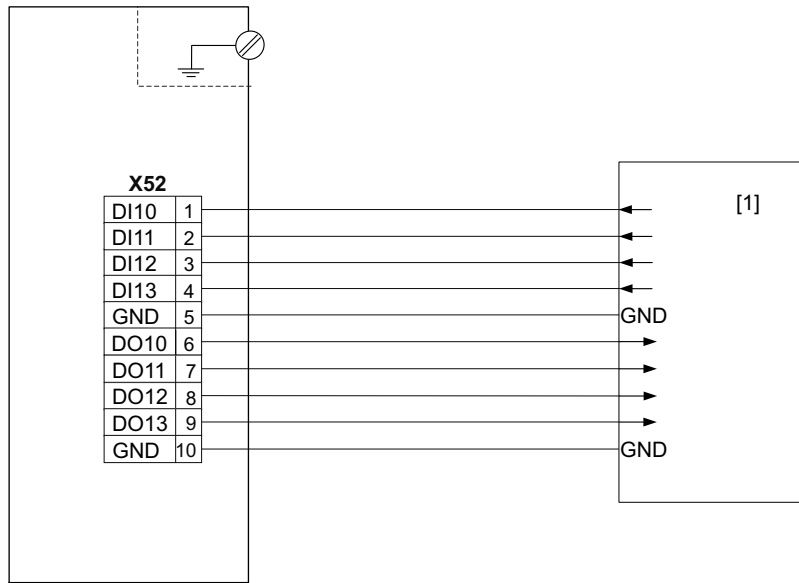 X52
DI10 1
[1]
DI11 2
DI12 3
DI13 4
GND 5 GND
DO10 6
DO11 7
DO12 8
DO13 9
GND 10 GND